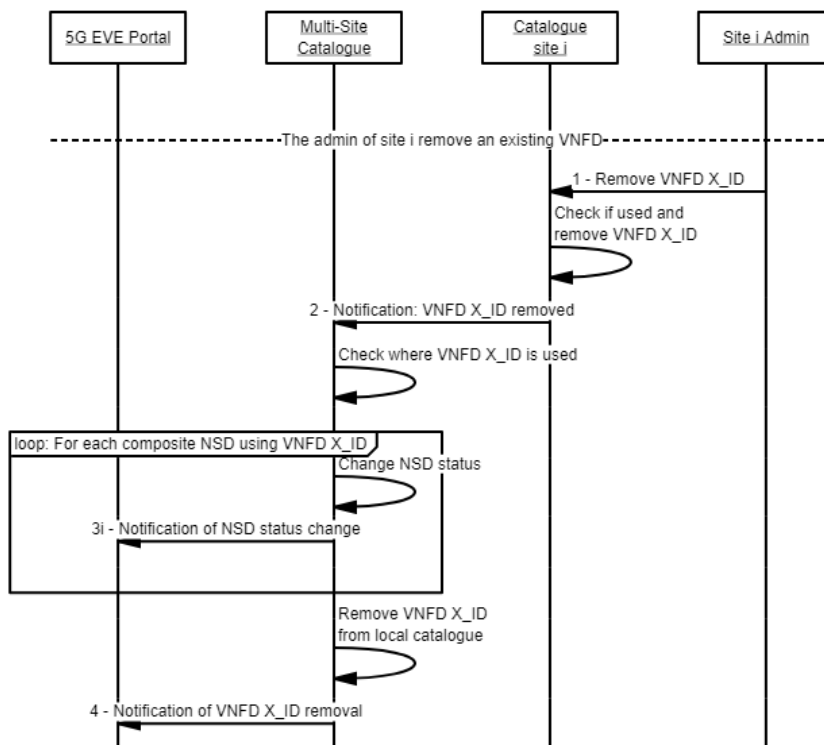 5G EVE Portal
Multi-Site
Catalogue
Catalogue
site i
Site i Admin
The admin of site i remove an existing VNFD
1 - Remove VNFD X_ID
Check if used and
remove VNFD X_ID
2 - Notification: VNFD X_ID removed
Check where VNFD X_ID is used
loop: For each composite NSD using VNFD X_ID
Change NSD status
3i - Notification of NSD status change
Remove VNFD X_ID
from local catalogue
4 - Notification of VNFD X_ID removal